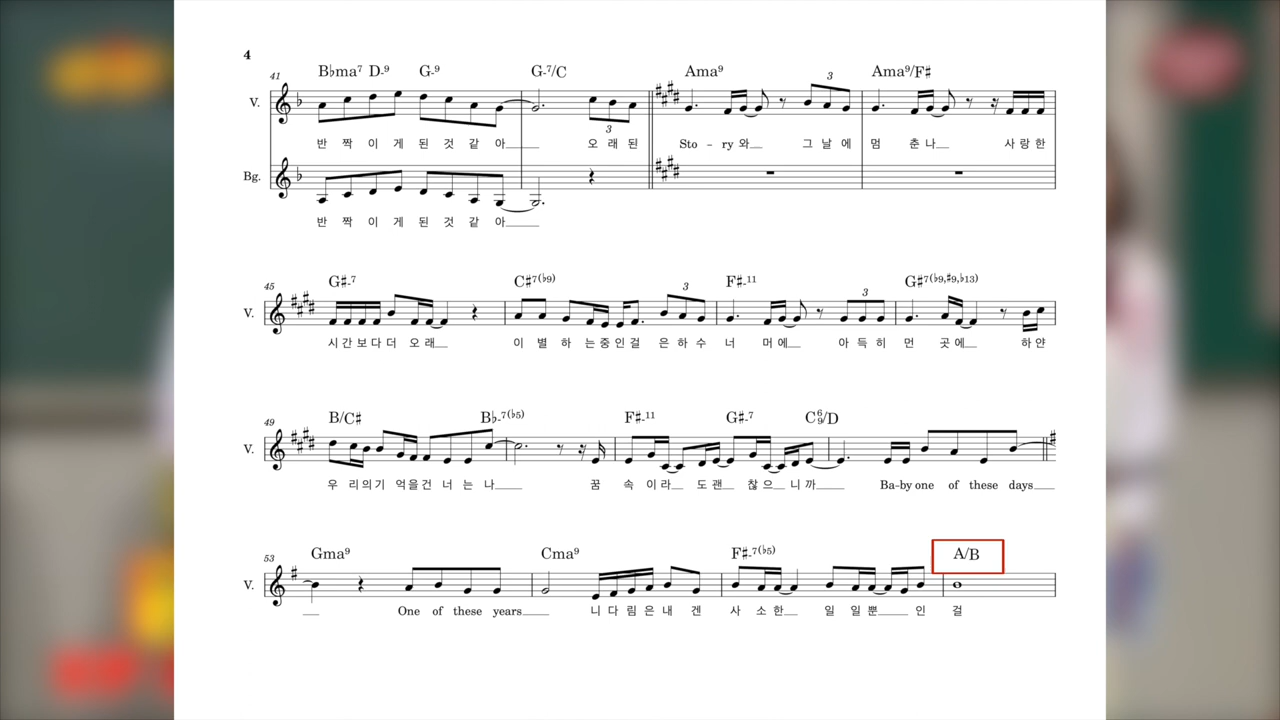 4
41 B♭ma⁷ D-⁹ G-⁹ G-⁷/C Ama⁹ Ama⁹/F♯
V.
3 3
반 짝 이 게 된 것 같 아 오 래 된 Sto - ry 와 그 날 에 멈 춘 나 사 랑 한
Bg.
반 짝 이 게 된 것 같 아
45 G♯-⁷ C♯⁷(♭⁹) F♯-¹¹ G♯⁷(♭⁹,♯⁹,♭¹³)
3 3
V.
시 간 보 다 더 오 래 이 별 하 는 중 인 걸 은 하 수 너 머 에 아 득 히 먼 곳 에 하 얀
49 B/C♯ B♭-⁷(♭⁵) F♯-¹¹ G♯-⁷ C⁶₉/D
V.
우 리 의 기 억 을 건 너 는 나 꿈 속 이 라 도 괜 찮 으 니 까 Ba-by one of these days
53 Gma⁹ Cma⁹ F♯-⁷(♭⁵) A/B
V.
One of these years 니 다 림 은 내 겐 사 소 한 일 일 뿐 인 걸